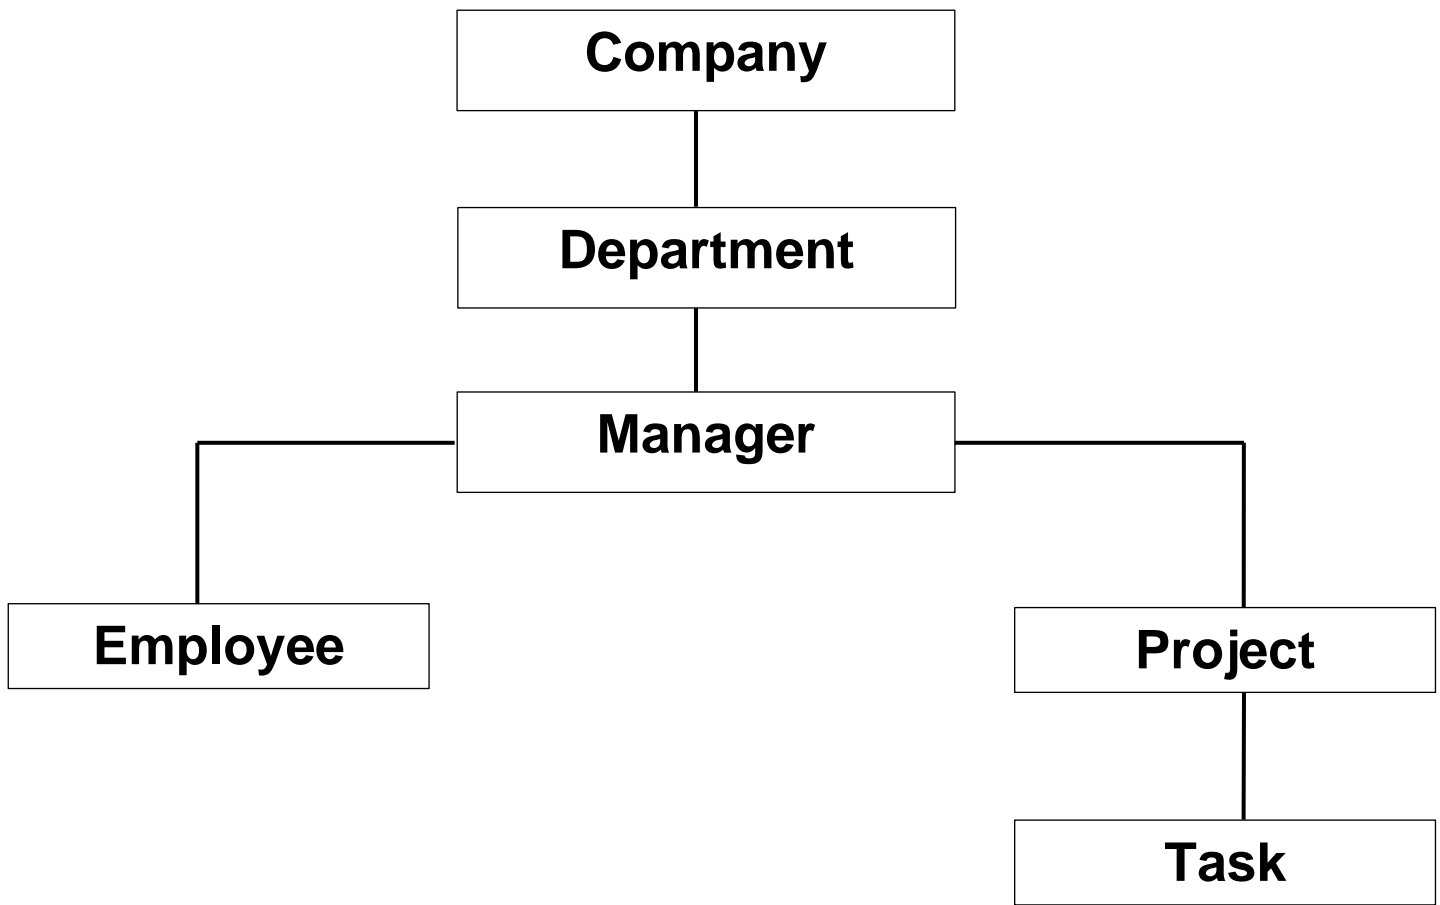 Company
Department
Manager
Employee
Project
Task